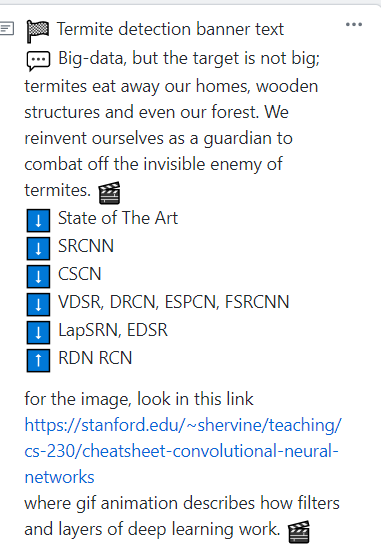 🏁 Termite detection banner text
💬 Big-data, but the target is not big;
termites eat away our homes, wooden
structures and even our forest. We
reinvent ourselves as a guardian to
combat off the invisible enemy of
termites. 🎬
⬇️ State of The Art
⬇️ SRCNN
⬇️ CSCN
⬇️ VDSR, DRCN, ESPCN, FSRCNN
⬇️ LapSRN, EDSR
⬆️ RDN RCN
for the image, look in this link
https://stanford.edu/~shervine/teaching/
cs-230/cheatsheet-convolutional-neural-
networks
where gif animation describes how filters
and layers of deep learning work. 🎬